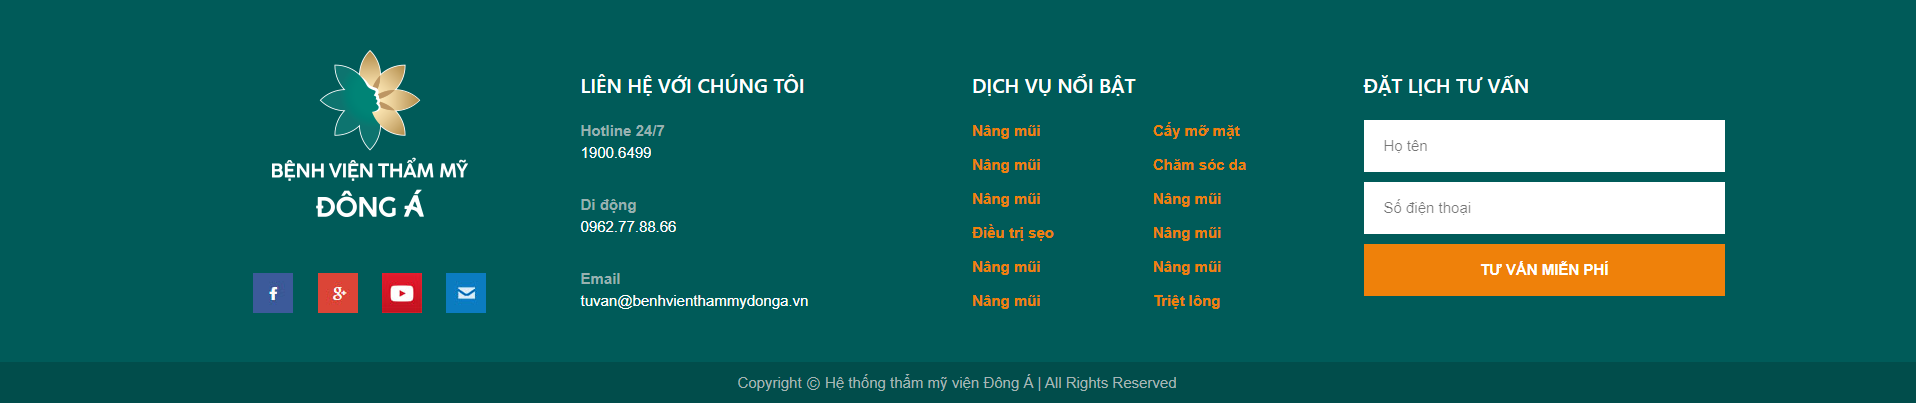 BỆNH VIỆN THẨM MỸ
ĐÔNG Á
f
g+
LIÊN HỆ VỚI CHÚNG TÔI
Hotline 24/7
1900.6499
Di động
0962.77.88.66
Email
tuvan@benhvienthammydonga.vn
DỊCH VỤ NỔI BẬT
Nâng mũi
Nâng mũi
Nâng mũi
Điều trị sẹo
Nâng mũi
Nâng mũi
Cấy mỡ mặt
Chăm sóc da
Nâng mũi
Nâng mũi
Nâng mũi
Triệt lông
ĐẶT LỊCH TƯ VẤN
Họ tên
Số điện thoại
TƯ VẤN MIỄN PHÍ
Copyright © Hệ thống thẩm mỹ viện Đông Á | All Rights Reserved